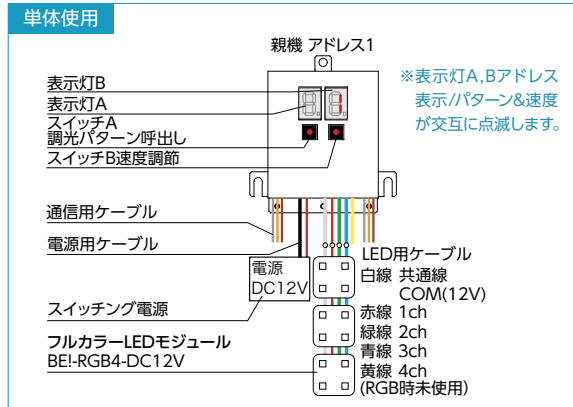 単体使用
親機 アドレス1
※表示灯A,Bアドレス
表示/パターン&速度
が交互に点滅します。
表示灯B
表示灯A
スイッチA
調光パターン呼出し
スイッチB速度調節
通信用ケーブル
電源用ケーブル
電源
DC12V
スイッチング電源
フルカラーLEDモジュール
BE!-RGB4-DC12V
LED用ケーブル
白線 共通線
COM(12V)
赤線 1ch
緑線 2ch
青線 3ch
黄線 4ch
(RGB時未使用)